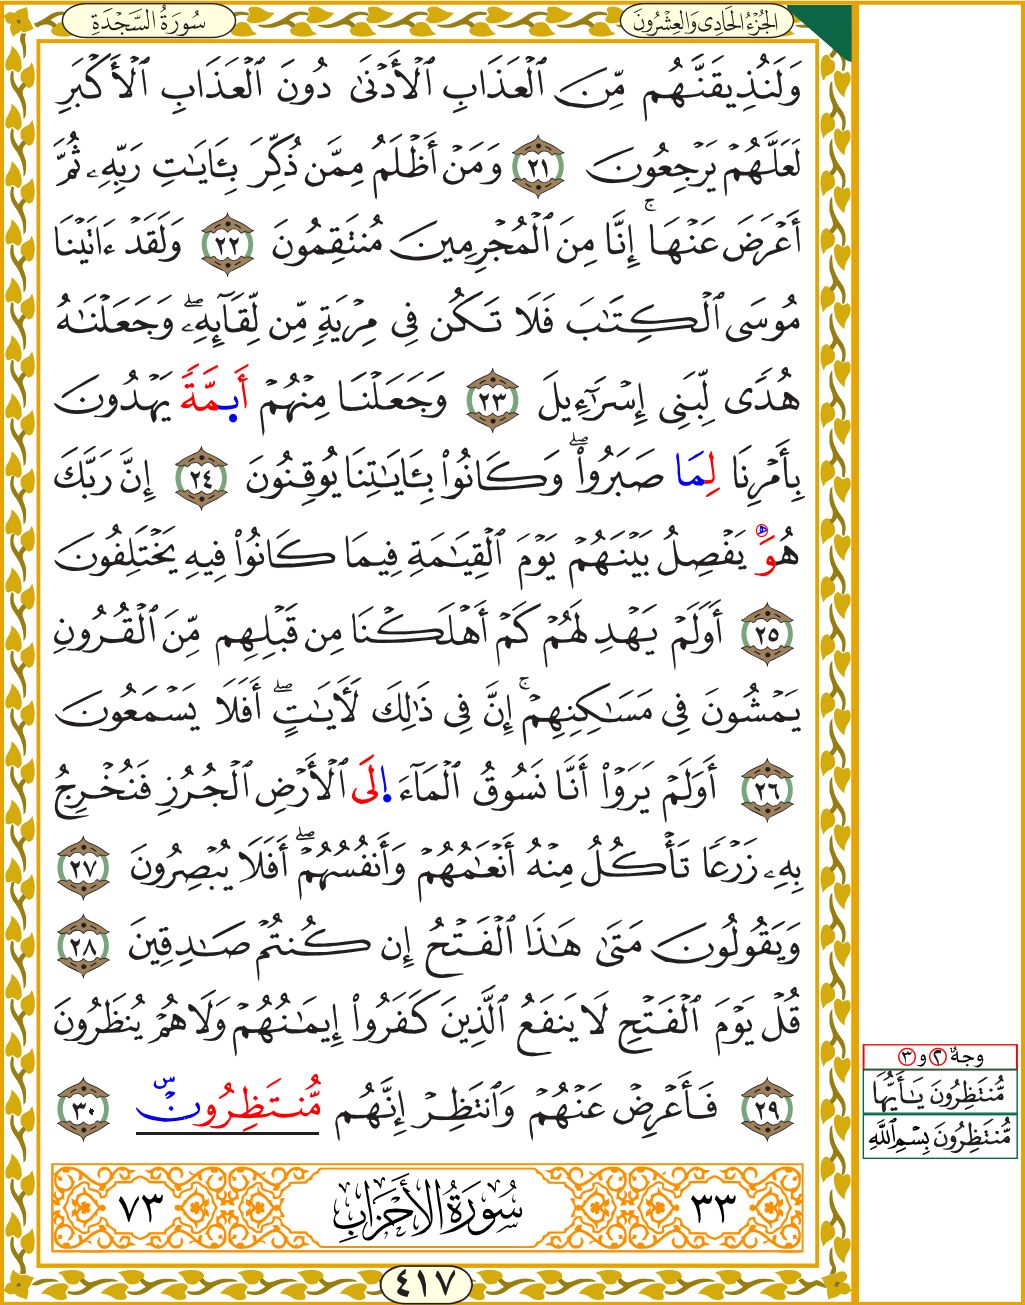 سُورَةُ السَّجْدَةِ
الجُزْءُ الحَادِى وَالعِشْرُونَ
وَلَنُذِيقَنَّهُم مِّنَ ٱلْعَذَابِ ٱلْأَدْنَىٰ دُونَ ٱلْعَذَابِ ٱلْأَكْبَرِ
لَعَلَّهُمْ يَرْجِعُونَ ٢١ وَمَنْ أَظْلَمُ مِمَّن ذُكِّرَ بِـَٔايَـٰتِ رَبِّهِۦ ثُمَّ
أَعْرَضَ عَنْهَآ ۚ إِنَّا مِنَ ٱلْمُجْرِمِينَ مُنتَقِمُونَ ٢٢ وَلَقَدْ ءَاتَيْنَا
مُوسَى ٱلْكِتَـٰبَ فَلَا تَكُن فِى مِرْيَةٍ مِّن لِّقَآئِهِۦ ۖ وَجَعَلْنَـٰهُ
هُدًى لِّبَنِىٓ إِسْرَٰٓءِيلَ ٢٣ وَجَعَلْنَا مِنْهُمْ أَىِٕمَّةً يَهْدُونَ
بِأَمْرِنَا لِمَا صَبَرُوا۟ ۖ وَكَانُوا۟ بِـَٔايَـٰتِنَا يُوقِنُونَ ٢٤ إِنَّ رَبَّكَ
هُوَ يَفْصِلُ بَيْنَهُمْ يَوْمَ ٱلْقِيَـٰمَةِ فِيمَا كَانُوا۟ فِيهِ يَخْتَلِفُونَ
٢٥ أَوَلَمْ يَهْدِ لَهُمْ كَمْ أَهْلَكْنَا مِن قَبْلِهِم مِّنَ ٱلْقُرُونِ
يَمْشُونَ فِى مَسَـٰكِنِهِمْ ۚ إِنَّ فِى ذَٰلِكَ لَـَٔايَـٰتٍ ۖ أَفَلَا يَسْمَعُونَ
٢٦ أَوَلَمْ يَرَوْا۟ أَنَّا نَسُوقُ ٱلْمَآءَ إِلَى ٱلْأَرْضِ ٱلْجُرُزِ فَنُخْرِجُ
بِهِۦ زَرْعًا تَأْكُلُ مِنْهُ أَنْعَـٰمُهُمْ وَأَنفُسُهُمْ ۖ أَفَلَا يُبْصِرُونَ ٢٧
وَيَقُولُونَ مَتَىٰ هَـٰذَا ٱلْفَتْحُ إِن كُنتُمْ صَـٰدِقِينَ ٢٨
قُلْ يَوْمَ ٱلْفَتْحِ لَا يَنفَعُ ٱلَّذِينَ كَفَرُوٓا۟ إِيمَـٰنُهُمْ وَلَا هُمْ يُنظَرُونَ
٢٩ فَأَعْرِضْ عَنْهُمْ وَٱنتَظِرْ إِنَّهُم مُّنتَظِرُونَ ٣٠
وجهُ ٢ و ٣
مُّنتَظِرُونَ يَـٰٓأَيُّهَا
مُّنتَظِرُونَ بِسْمِ ٱللَّهِ
٣٣ سُورَةُ الأَحْزَابِ ٧٣
٤١٧